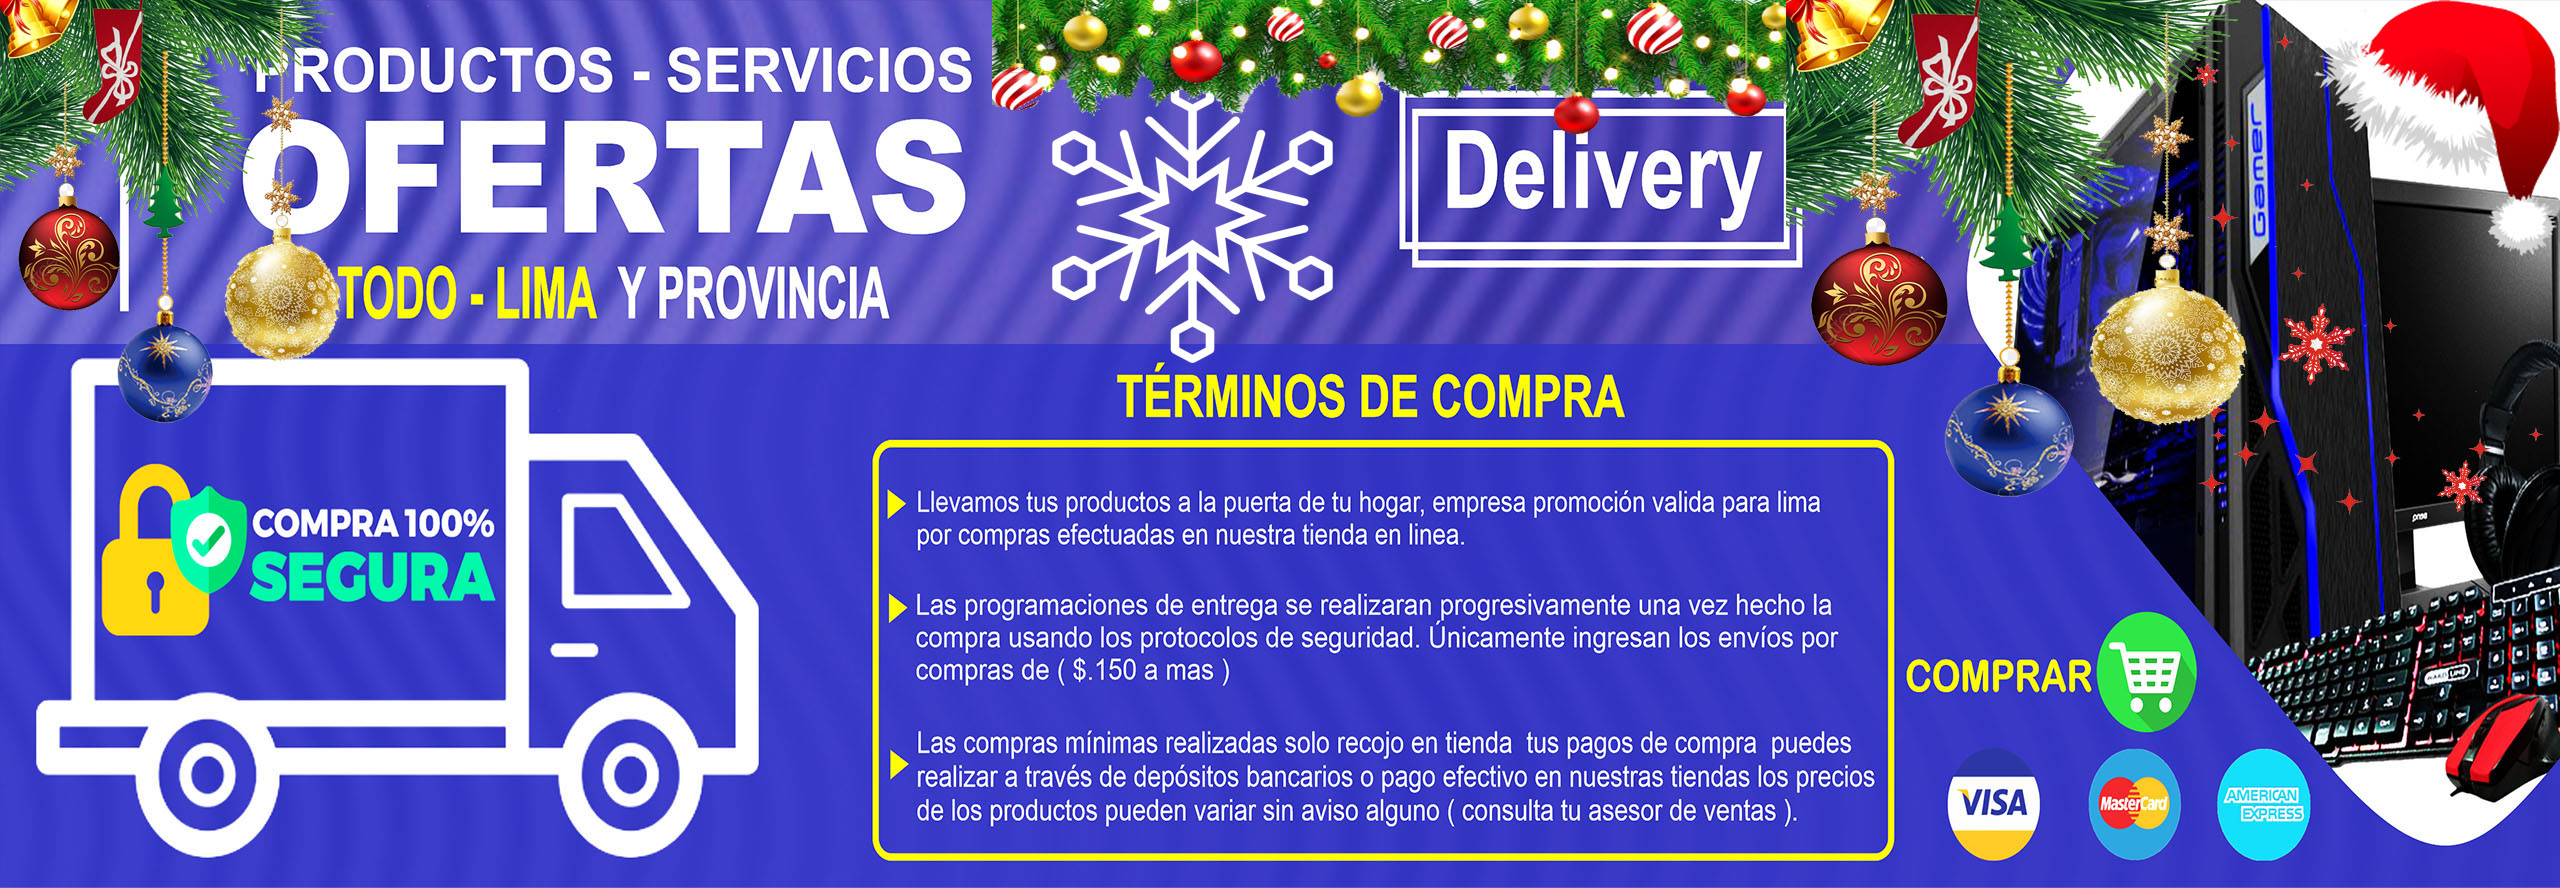 PRODUCTOS - SERVICIOS
OFERTAS
TODO - LIMA Y PROVINCIA
Delivery
Gamer
COMPRA 100%
SEGURA
TÉRMINOS DE COMPRA
Llevamos tus productos a la puerta de tu hogar, empresa promoción valida para lima
por compras efectuadas en nuestra tienda en linea.
Las programaciones de entrega se realizaran progresivamente una vez hecho la
compra usando los protocolos de seguridad. Únicamente ingresan los envíos por
compras de ( $.150 a mas )
Las compras mínimas realizadas solo recojo en tienda tus pagos de compra puedes
realizar a través de depósitos bancarios o pago efectivo en nuestras tiendas los precios
de los productos pueden variar sin aviso alguno ( consulta tu asesor de ventas ).
COMPRAR
VISA
MasterCard
AMERICAN
EXPRESS